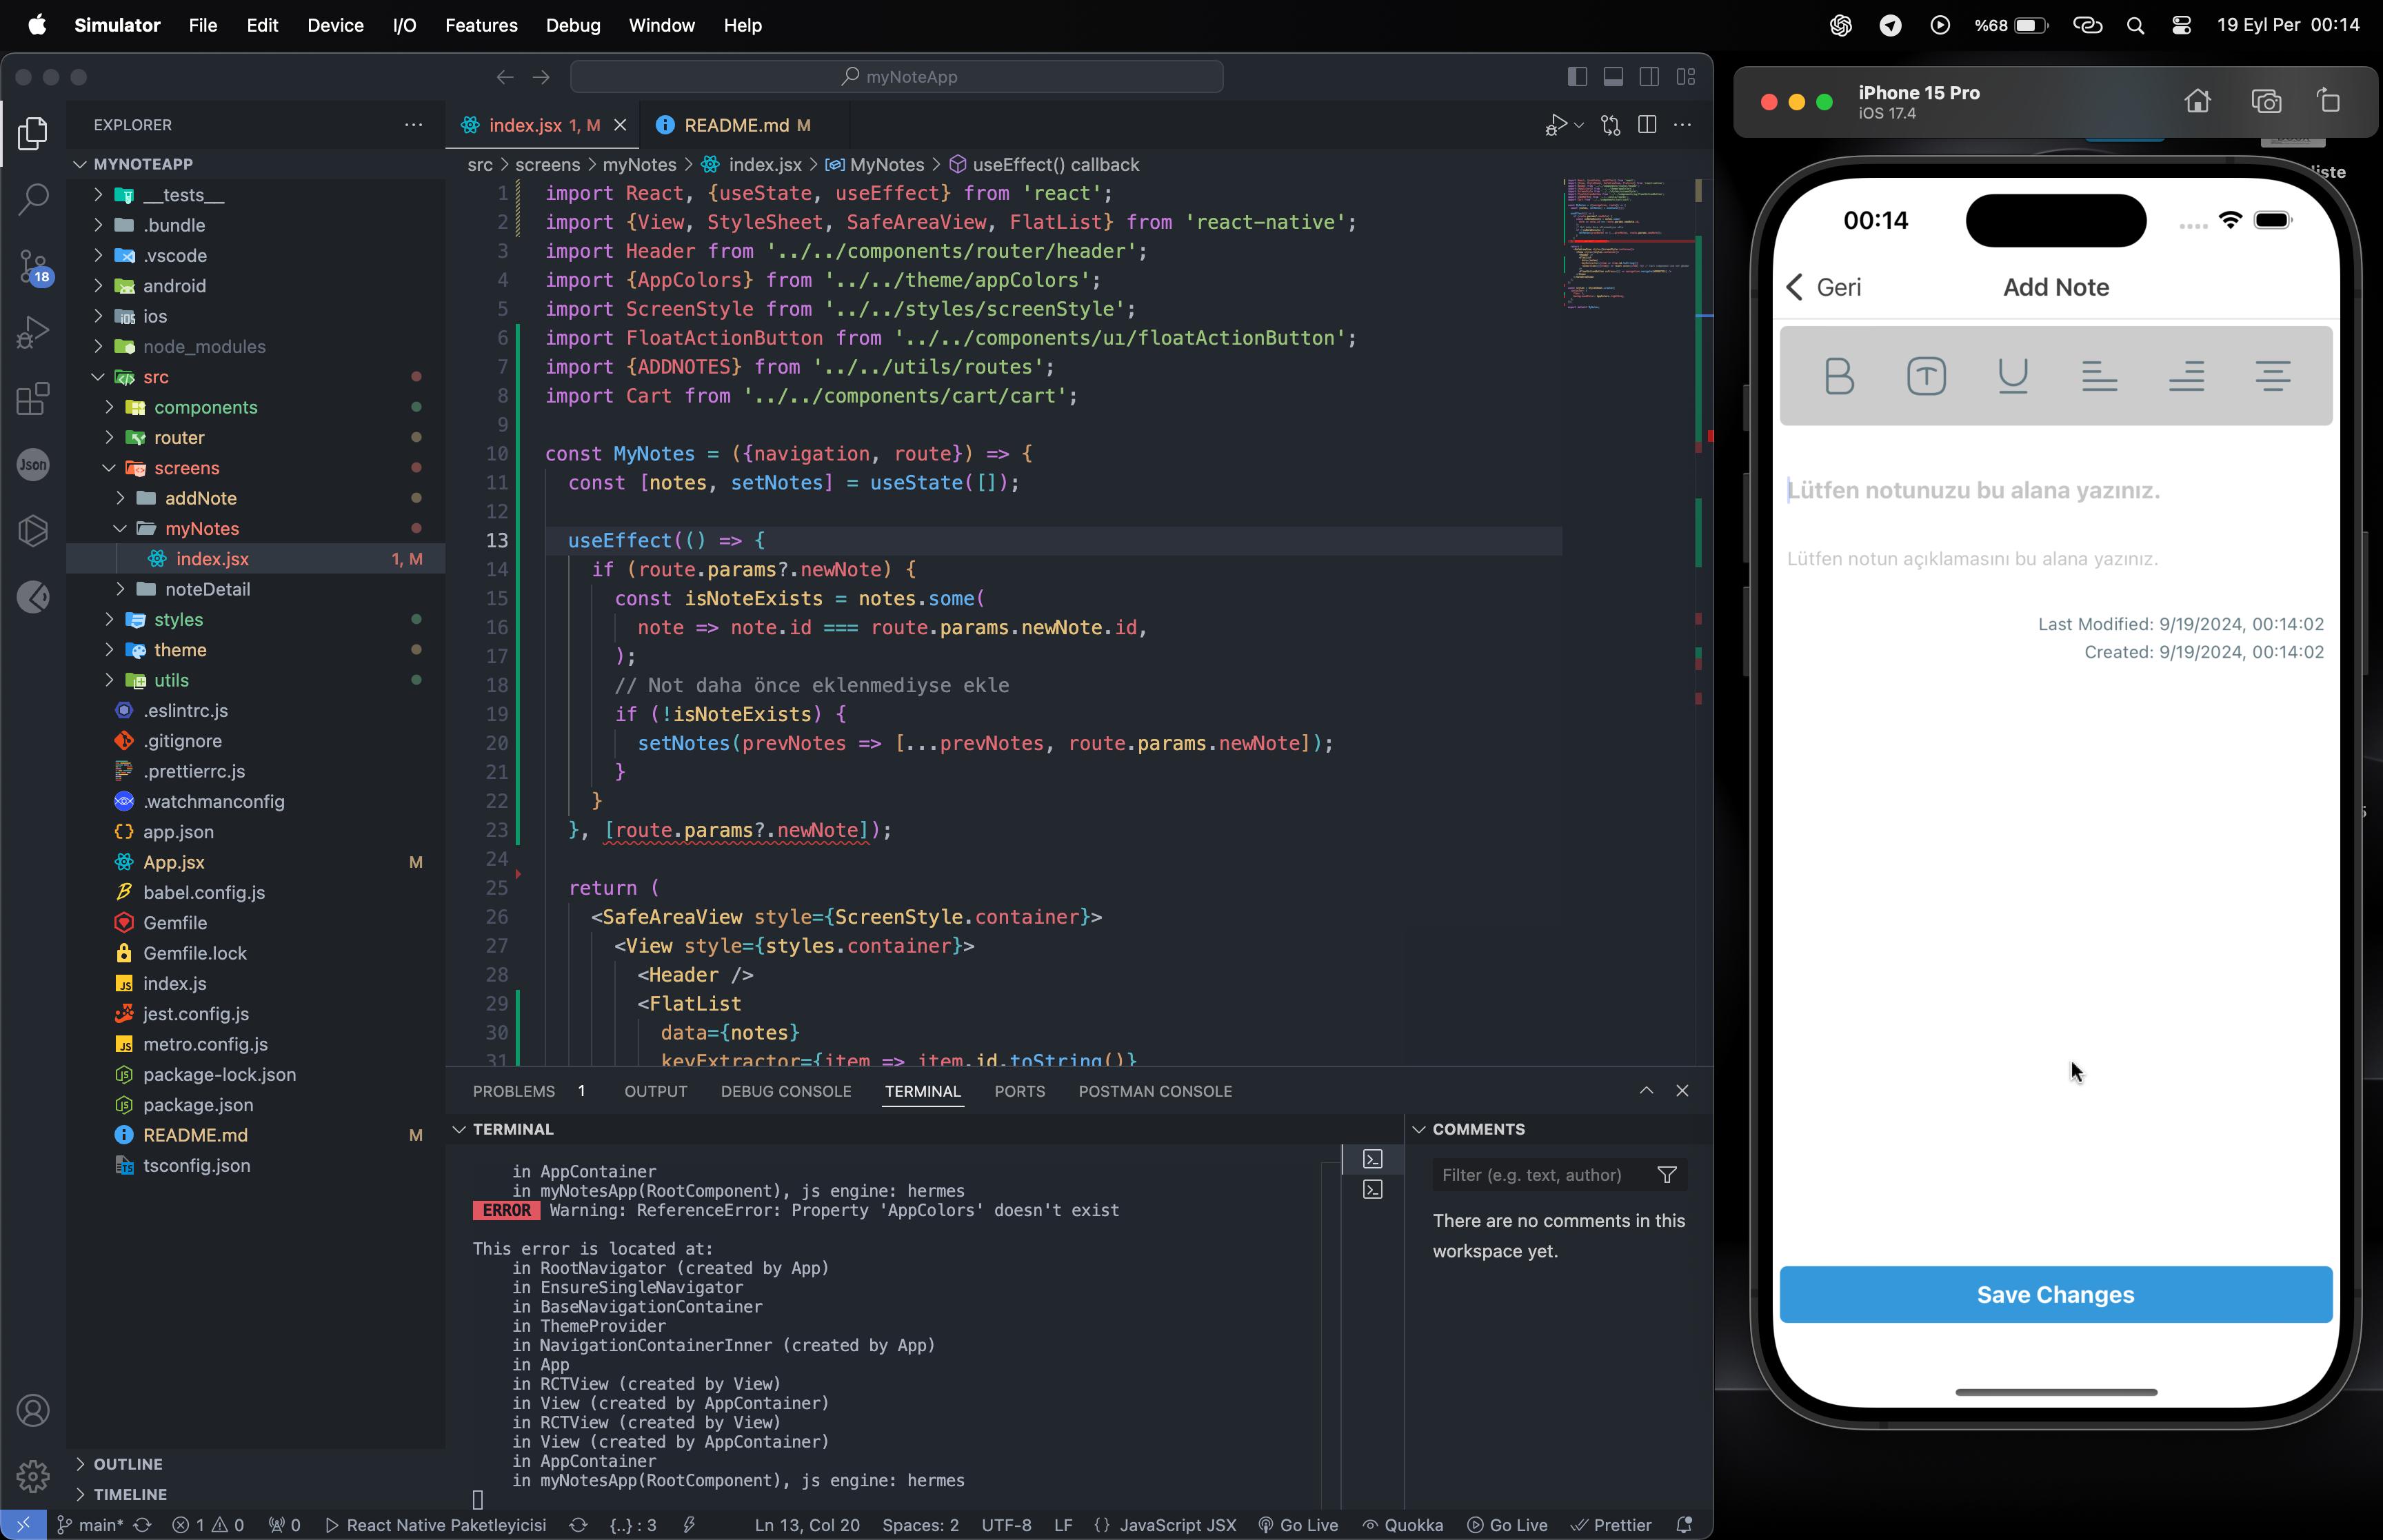 Simulator File Edit Device I/O Features Debug Window Help
%68 19 Eyl Per 00:14
myNoteApp
EXPLORER
MYNOTEAPP
__tests__
.bundle
.vscode
android
ios
node_modules
src
components
router
screens
addNote
myNotes
index.jsx 1, M
noteDetail
styles
theme
utils
.eslintrc.js
.gitignore
.prettierrc.js
.watchmanconfig
app.json
App.jsx M
babel.config.js
Gemfile
Gemfile.lock
index.js
jest.config.js
metro.config.js
package-lock.json
package.json
README.md M
tsconfig.json
OUTLINE
TIMELINE
18
Json
index.jsx 1, M README.md M
src > screens > myNotes > index.jsx > MyNotes > useEffect() callback
1 import React, {useState, useEffect} from 'react';
2 import {View, StyleSheet, SafeAreaView, FlatList} from 'react-native';
3 import Header from '../../components/router/header';
4 import {AppColors} from '../../theme/appColors';
5 import ScreenStyle from '../../styles/screenStyle';
6 import FloatActionButton from '../../components/uı/floatActionButton';
7 import {ADDNOTES} from '../../utils/routes';
8 import Cart from '../../components/cart/cart';
9
10 const MyNotes = ({navigation, route}) => {
11 const [notes, setNotes] = useState([]);
12
13 useEffect(() => {
14 if (route.params?.newNote) {
15 const isNoteExists = notes.some(
16 note => note.id === route.params.newNote.id,
17 );
18 // Not daha önce eklenmediyse ekle
19 if (!isNoteExists) {
20 setNotes(prevNotes => [...prevNotes, route.params.newNote]);
21 }
22 }
23 }, [route.params?.newNote]);
24
25 return (
26 <SafeAreaView style={ScreenStyle.container}>
27 <View style={styles.container}>
28 <Header />
29 <FlatList
30 data={notes}
31 keyExtractor={item => item.id.toString()}
PROBLEMS 1 OUTPUT DEBUG CONSOLE TERMINAL PORTS POSTMAN CONSOLE
TERMINAL
in AppContainer
in myNotesApp(RootComponent), js engine: hermes
ERROR Warning: ReferenceError: Property 'AppColors' doesn't exist
This error is located at:
in RootNavigator (created by App)
in EnsureSingleNavigator
in BaseNavigationContainer
in ThemeProvider
in NavigationContainerInner (created by App)
in App
in RCTView (created by View)
in View (created by AppContainer)
in RCTView (created by View)
in View (created by AppContainer)
in AppContainer
in myNotesApp(RootComponent), js engine: hermes
COMMENTS
Filter (e.g. text, author)
There are no comments in this
workspace yet.
main* 1 0 0 React Native Paketleyicisi {..} : 3 Ln 13, Col 20 Spaces: 2 UTF-8 LF {} JavaScript JSX Go Live Quokka Go Live Prettier
iPhone 15 Pro
iOS 17.4
liste
00:14
Geri Add Note
B T U
Lütfen notunuzu bu alana yazınız.
Lütfen notun açıklamasını bu alana yazınız.
Last Modified: 9/19/2024, 00:14:02
Created: 9/19/2024, 00:14:02
Save Changes